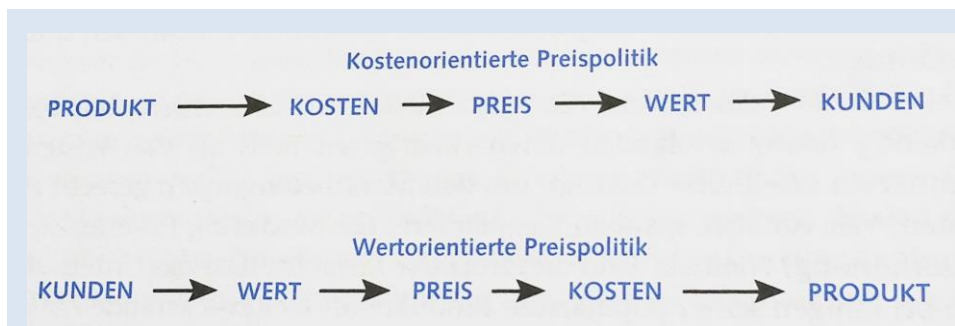 Kostenorientierte Preispolitik
PRODUKT → KOSTEN → PREIS → WERT → KUNDEN
Wertorientierte Preispolitik
KUNDEN → WERT → PREIS → KOSTEN → PRODUKT